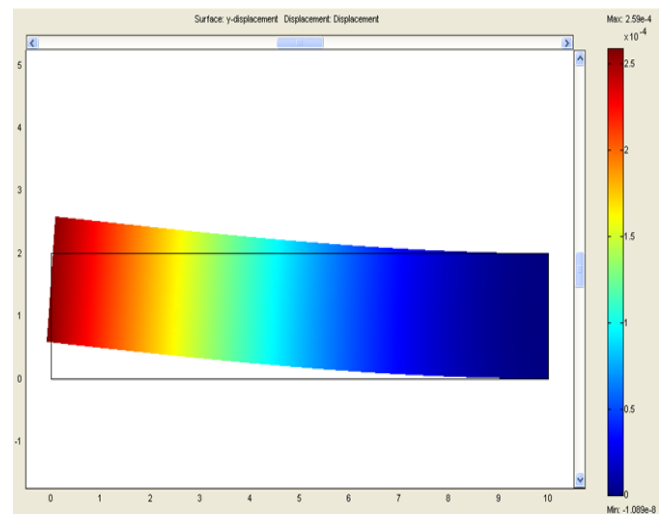 Surface: y-displacement Displacement: Displacement
Max: 2.59e-4
x10^-4
2.5
2
1.5
1
0.5
0
Min: -1.089e-8
5
4
3
2
1
0
-1
0 1 2 3 4 5 6 7 8 9 10